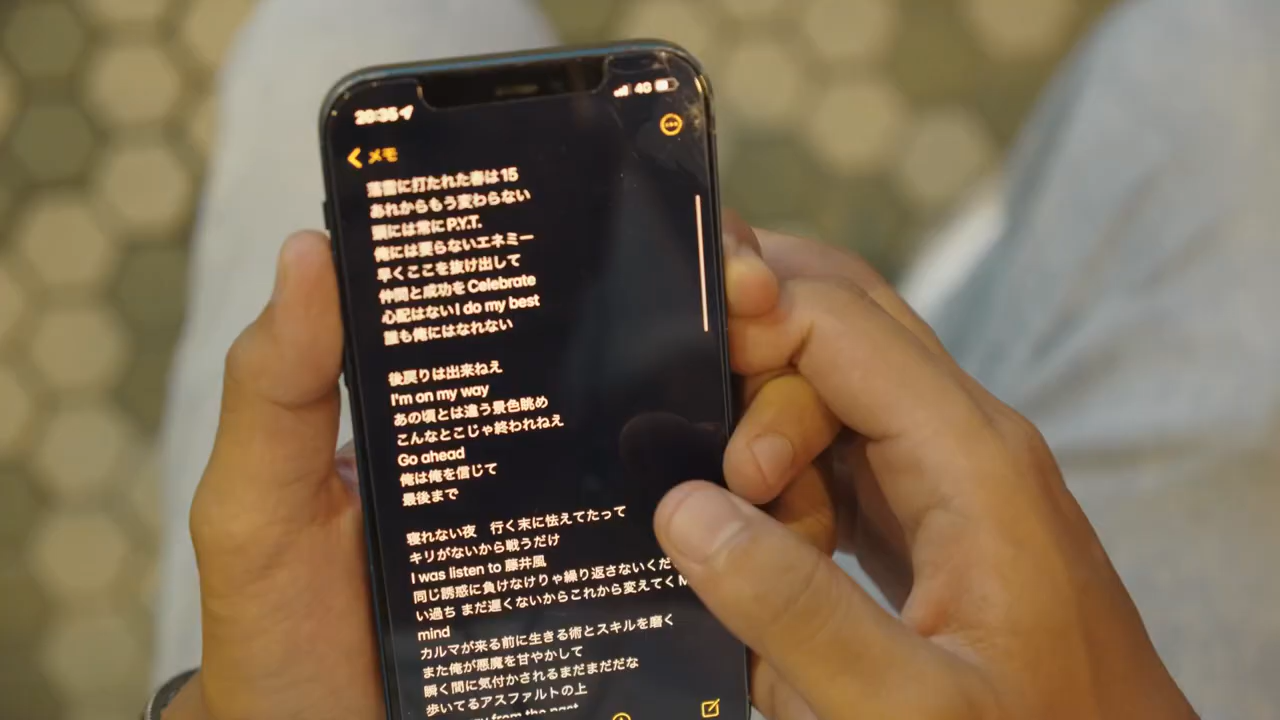 20:35
4G
メモ
落雷に打たれた春は15
あれからもう変わらない
頭には常にP.Y.T.
俺には要らないエネミー
早くここを抜け出して
仲間と成功を Celebrate
心配はない I do my best
誰も俺にはなれない
後戻りは出来ねえ
I'm on my way
あの頃とは違う景色眺め
こんなとこじゃ終われねえ
Go ahead
俺は俺を信じて
最後まで
寝れない夜　行く末に怯えてたって
キリがないから戦うだけ
I was listen to 藤井風
同じ誘惑に負けなけりゃ繰り返さないくだ
い過ち まだ遅くないからこれから変えてく M
mind
カルマが来る前に生きる術とスキルを磨く
また俺が悪魔を甘やかして
瞬く間に気付かされるまだまだだな
歩いてるアスファルトの上
from the past